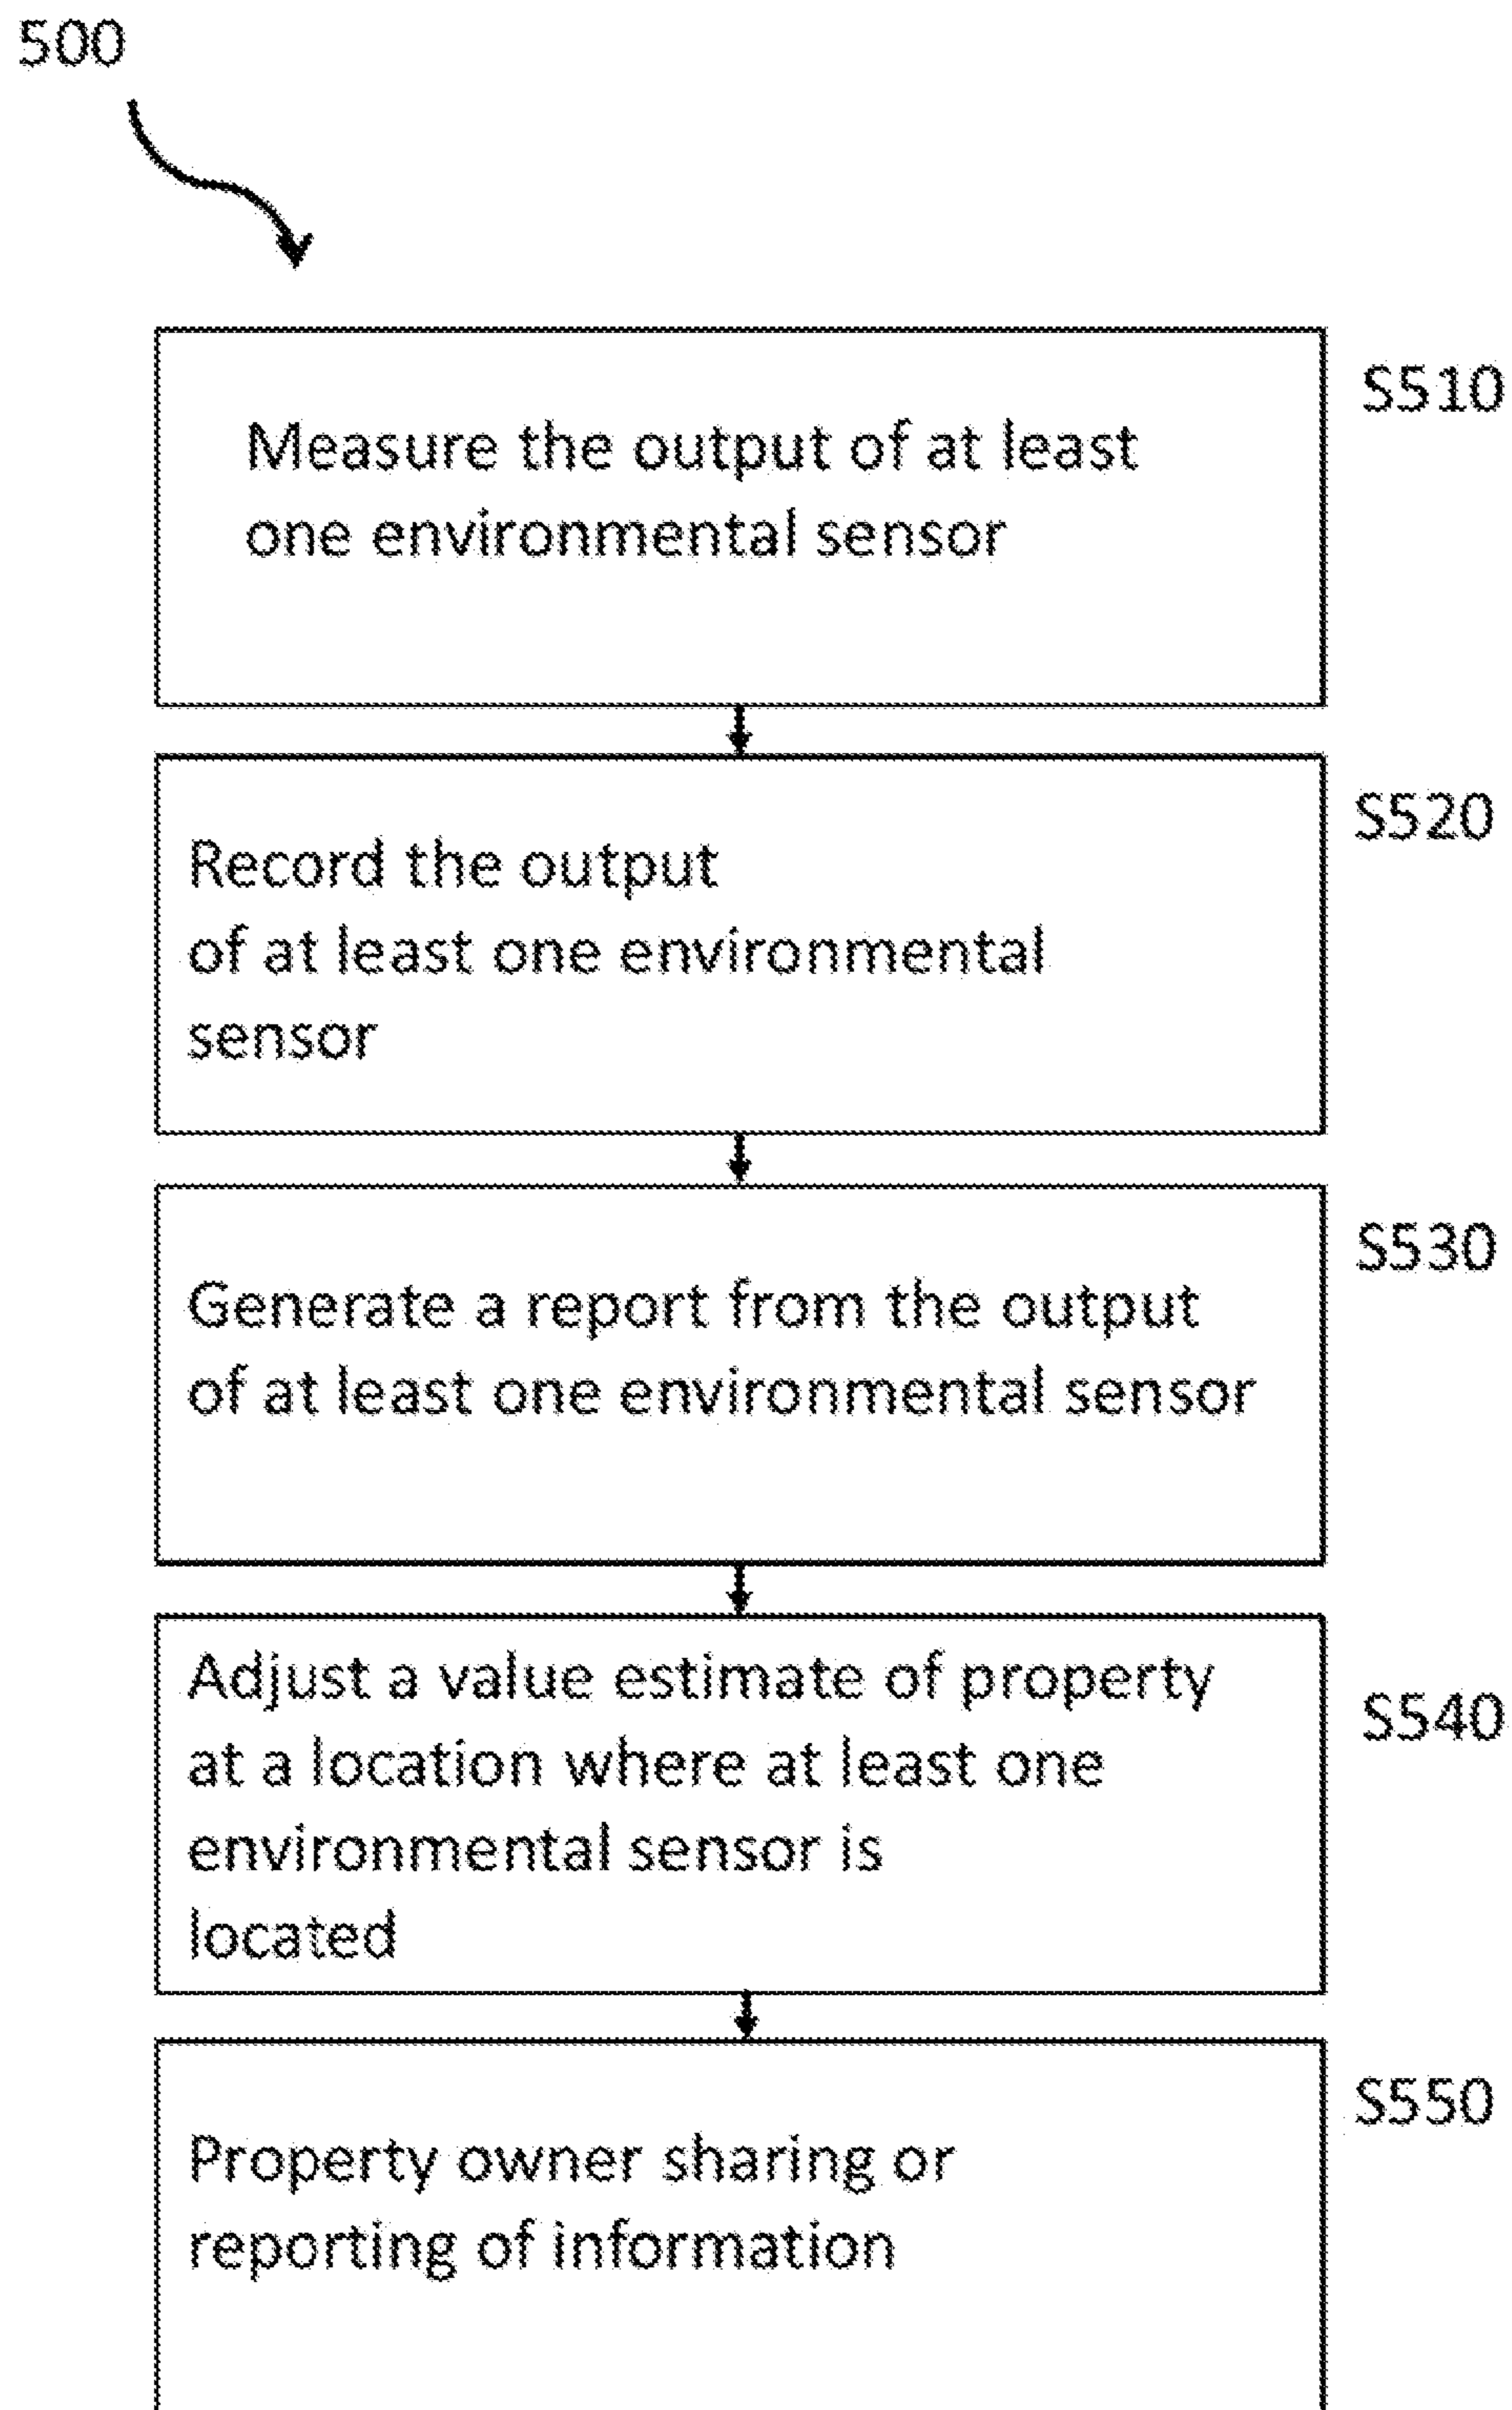 500
S510
Measure the output of at least
one environmental sensor
S520
Record the output
of at least one environmental
sensor
S530
Generate a report from the output
of at least one environmental sensor
S540
Adjust a value estimate of property
at a location where at least one
environmental sensor is
located
S550
Property owner sharing or
reporting of information